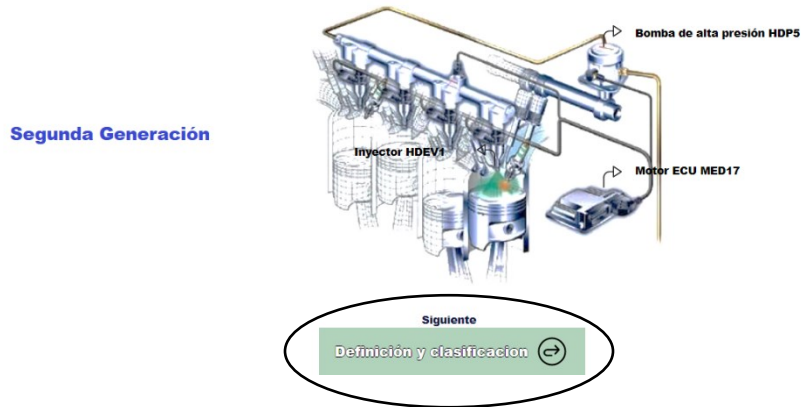 Bomba de alta presión HDP5
Segunda Generación
Inyector HDEV1
Motor ECU MED17
Siguiente
Definición y clasificacion